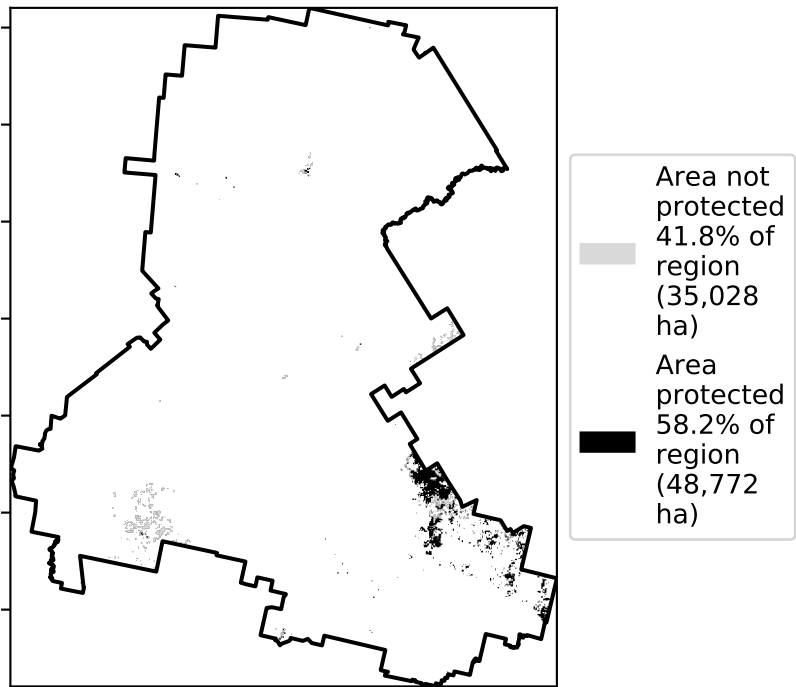 Area not
protected
41.8% of
region
(35,028
ha)
Area
protected
58.2% of
region
(48,772
ha)